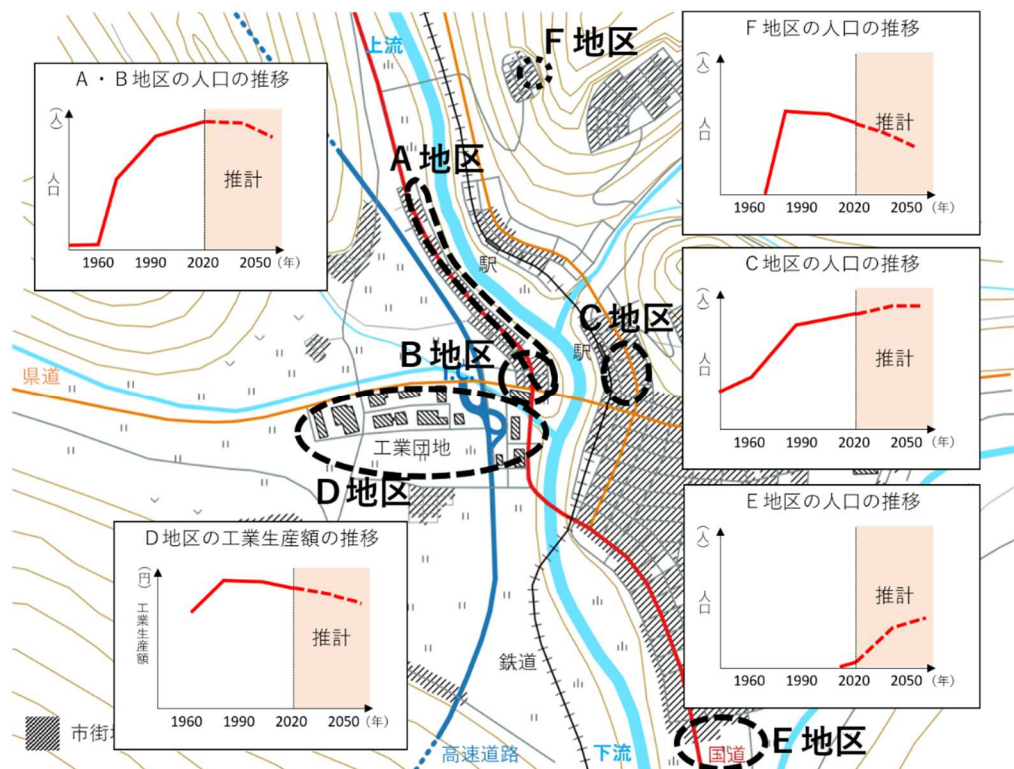 上流
F地区
A・B地区の人口の推移
(人)
人口
推計
1960 1990 2020 2050 (年)
F地区の人口の推移
(人)
人口
推計
1960 1990 2020 2050 (年)
A地区
駅
C地区
駅
B地区
I.C.
県道
工業団地
D地区
C地区の人口の推移
(人)
人口
推計
1960 1990 2020 2050 (年)
D地区の工業生産額の推移
(円)
工業生産額
推計
1960 1990 2020 2050 (年)
E地区の人口の推移
(人)
人口
推計
1960 1990 2020 2050 (年)
鉄道
市街
高速道路
下流
国道
E地区